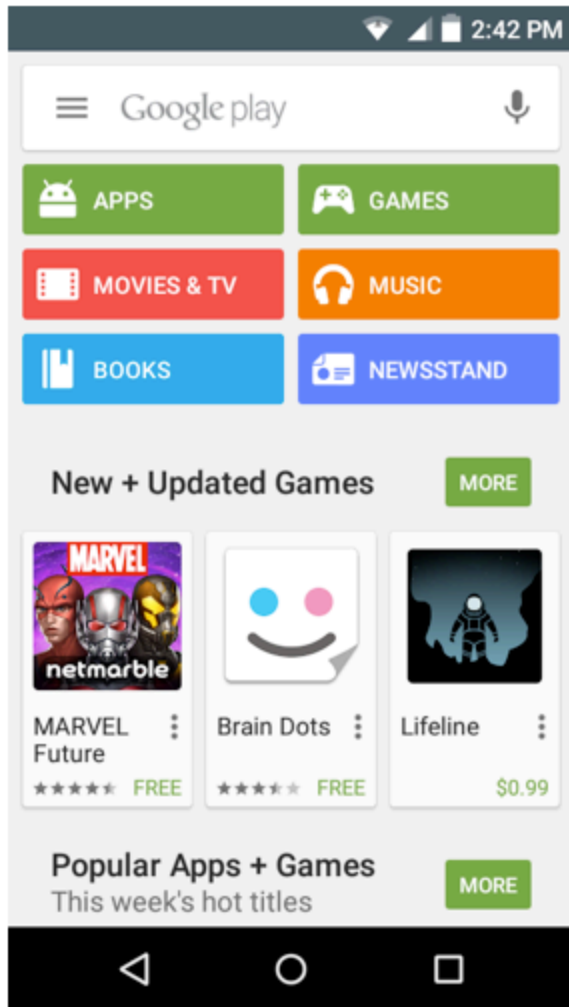 2:42 PM
Google play
APPS
GAMES
MOVIES & TV
MUSIC
BOOKS
NEWSSTAND
New + Updated Games
MORE
MARVEL
netmarble
MARVEL
Future
FREE
Brain Dots
FREE
Lifeline
$0.99
Popular Apps + Games
This week's hot titles
MORE